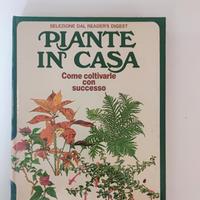 SELEZIONE DAL READER'S DIGEST
PIANTE
IN CASA
Come coltivarle
con
successo